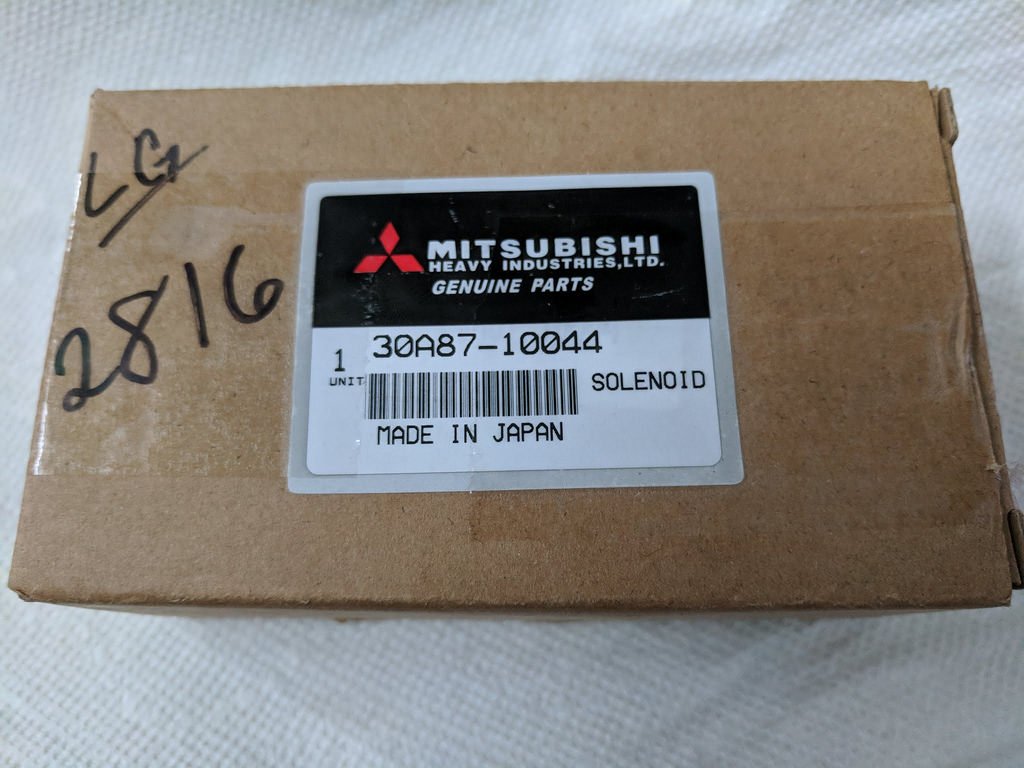 LG
2816
MITSUBISHI
HEAVY INDUSTRIES,LTD.
GENUINE PARTS
1
UNIT
30A87-10044
SOLENOID
MADE IN JAPAN